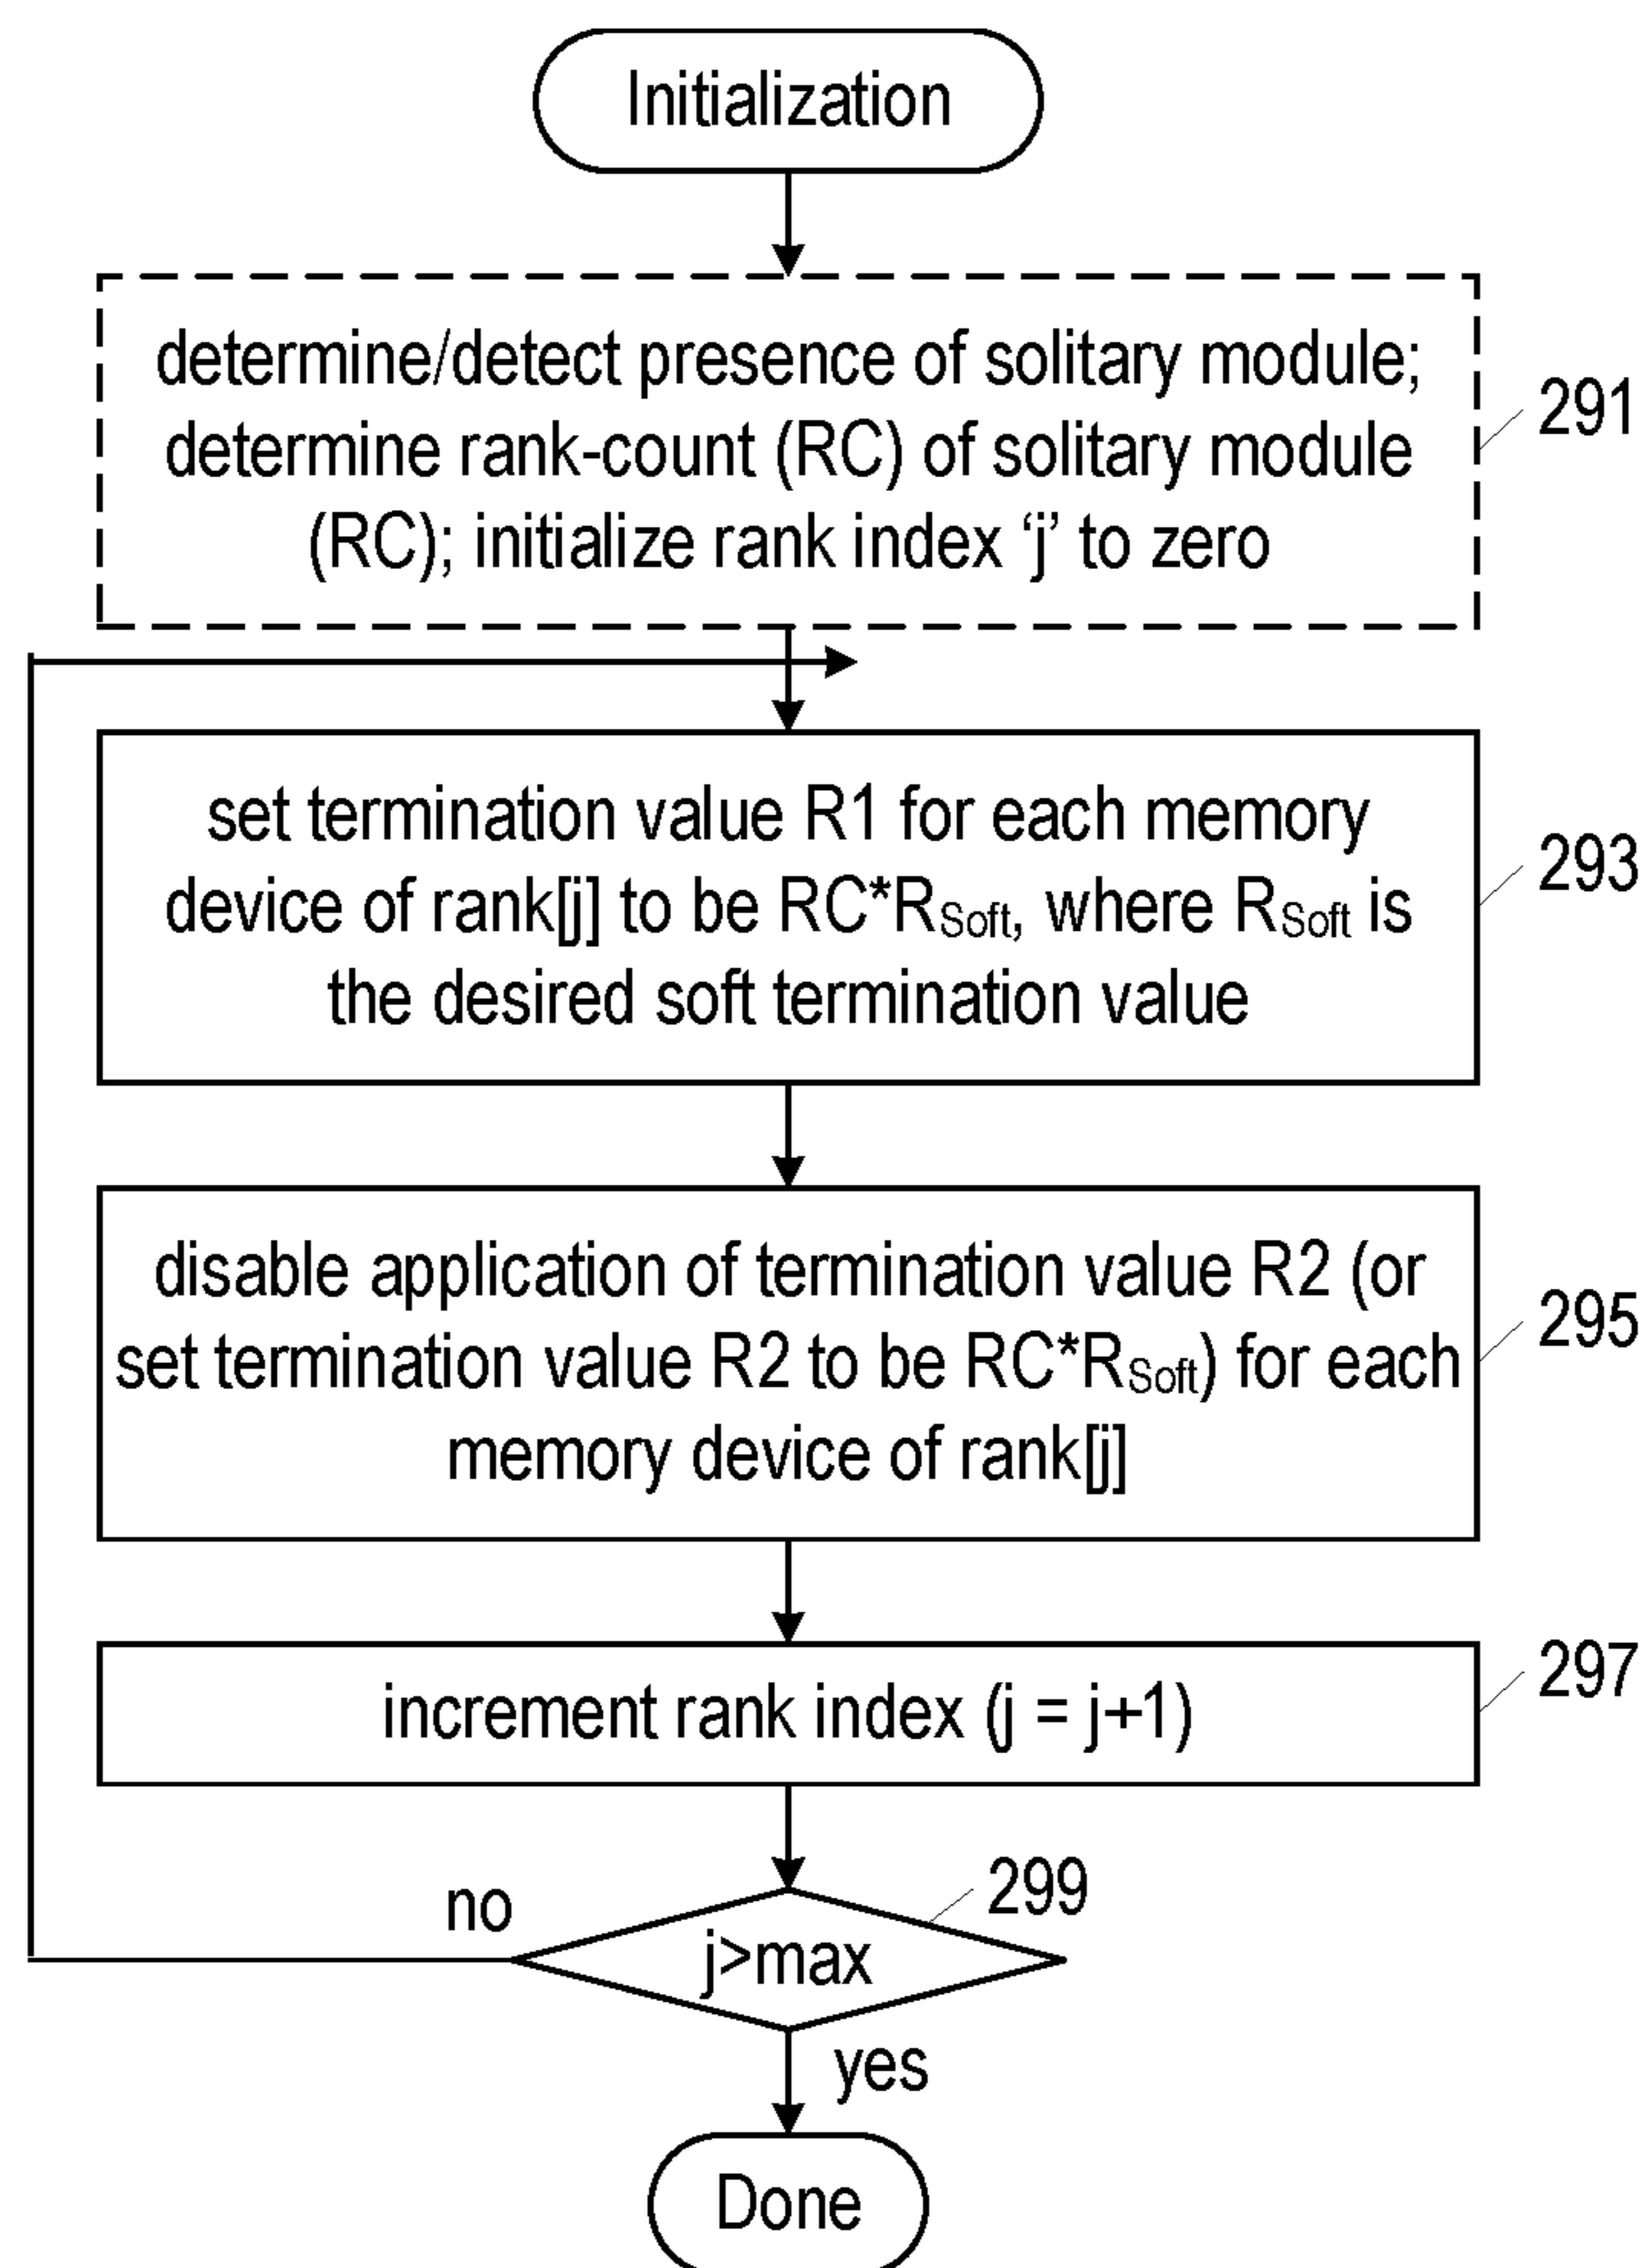 Initialization
determine/detect presence of solitary module;
determine rank-count (RC) of solitary module
(RC); initialize rank index ‘j’ to zero
291
set termination value R1 for each memory
device of rank[j] to be RC*RSoft, where RSoft is
the desired soft termination value
293
disable application of termination value R2 (or
set termination value R2 to be RC*RSoft) for each
memory device of rank[j]
295
increment rank index (j = j+1)
297
299
no
j>max
yes
Done